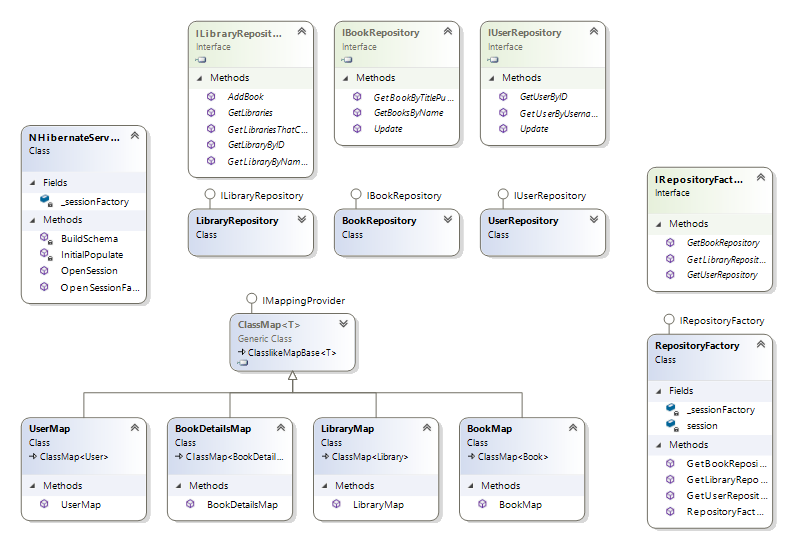 ILibraryReposit...
Interface
Methods
AddBook
GetLibraries
GetLibrariesThatC...
GetLibraryByID
GetLibraryByNam...
IBookRepository
Interface
Methods
GetBookByTitlePu...
GetBooksByName
Update
IUserRepository
Interface
Methods
GetUserByID
GetUserByUserna...
Update
NHibernateServ...
Class
Fields
_sessionFactory
Methods
BuildSchema
InitialPopulate
OpenSession
OpenSessionFa...
ILibraryRepository
LibraryRepository
Class
IBookRepository
BookRepository
Class
IUserRepository
UserRepository
Class
IRepositoryFact...
Interface
Methods
GetBookRepository
GetLibraryReposit...
GetUserRepository
IMappingProvider
ClassMap<T>
Generic Class
ClasslikeMapBase<T>
IRepositoryFactory
RepositoryFactory
Class
Fields
_sessionFactory
session
Methods
GetBookReposi...
GetLibraryRepo...
GetUserReposit...
RepositoryFact...
UserMap
Class
ClassMap<User>
Methods
UserMap
BookDetailsMap
Class
ClassMap<BookDetail...
Methods
BookDetailsMap
LibraryMap
Class
ClassMap<Library>
Methods
LibraryMap
BookMap
Class
ClassMap<Book>
Methods
BookMap